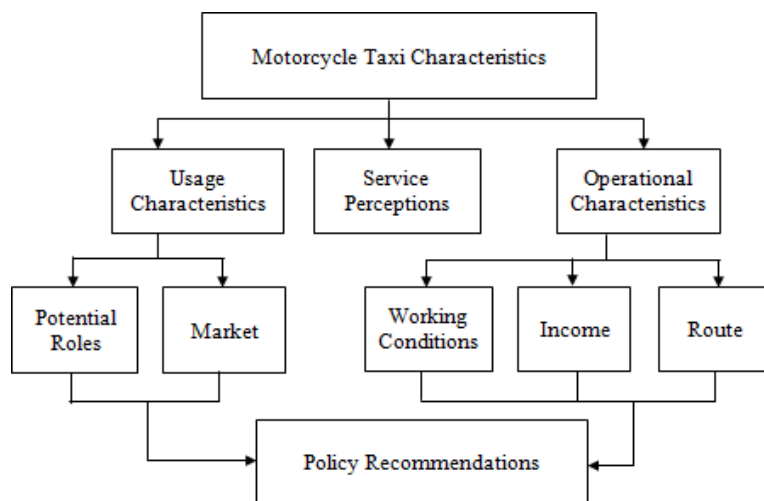 Motorcycle Taxi Characteristics
Usage
Characteristics
Service
Perceptions
Operational
Characteristics
Potential
Roles
Market
Working
Conditions
Income
Route
Policy Recommendations